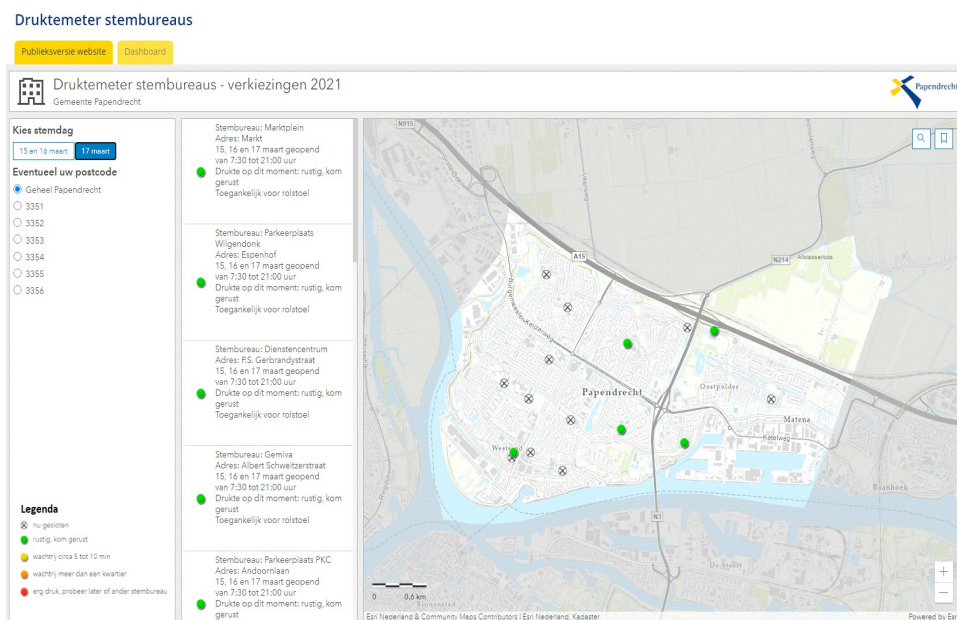 Druktemeter stembureaus
Publieksversie website
Dashboard
Druktemeter stembureaus - verkiezingen 2021
Gemeente Papendrecht
Papendrecht
Kies stemdag
15 en 16 maart
17 maart
Eventueel uw postcode
Geheel Papendrecht
3351
3352
3353
3354
3355
3356
Legenda
nu gesloten
rustig, kom gerust
wachtrij circa 5 tot 10 min
wachtrij meer dan een kwartier
erg druk, probeer later of ander stembureau
Stembureau: Marktplein
Adres: Markt
15, 16 en 17 maart geopend
van 7:30 tot 21:00 uur
Drukte op dit moment: rustig, kom
gerust
Toegankelijk voor rolstoel
Stembureau: Parkeerplaats
Wilgendonk
Adres: Espenhof
15, 16 en 17 maart geopend
van 7:30 tot 21:00 uur
Drukte op dit moment: rustig, kom
gerust
Toegankelijk voor rolstoel
Stembureau: Dienstencentrum
Adres: P.S. Gerbrandystraat
15, 16 en 17 maart geopend
van 7:30 tot 21:00 uur
Drukte op dit moment: rustig, kom
gerust
Toegankelijk voor rolstoel
Stembureau: Gemiva
Adres: Albert Schweitzerstraat
15, 16 en 17 maart geopend
van 7:30 tot 21:00 uur
Drukte op dit moment: rustig, kom
gerust
Toegankelijk voor rolstoel
Stembureau: Parkeerplaats PKC
Adres: Andoornlaan
15, 16 en 17 maart geopend
van 7:30 tot 21:00 uur
Drukte op dit moment: rustig, kom
gerust
N915
A15
N214
Alblasserbos
Burgemeester Keijzerweg
Papendrecht
Oostpolder
Matena
Ketelweg
Baanhoek
N3
De Staart
Binnenstad
0
0,6 km
Esri Nederland & Community Maps Contributors | Esri Nederland, Kadaster
Powered by Esri
+
−